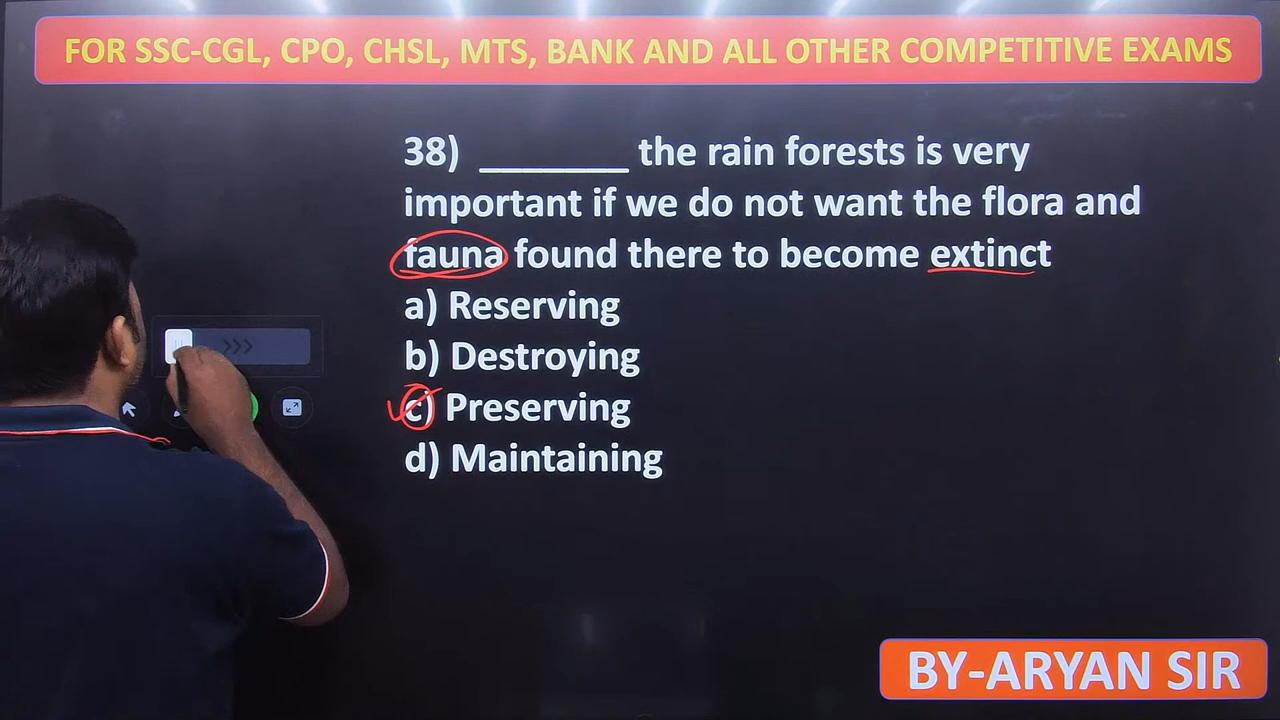 FOR SSC-CGL, CPO, CHSL, MTS, BANK AND ALL OTHER COMPETITIVE EXAMS
38) _______ the rain forests is very
important if we do not want the flora and
fauna found there to become extinct
a) Reserving
b) Destroying
c) Preserving
d) Maintaining
BY-ARYAN SIR